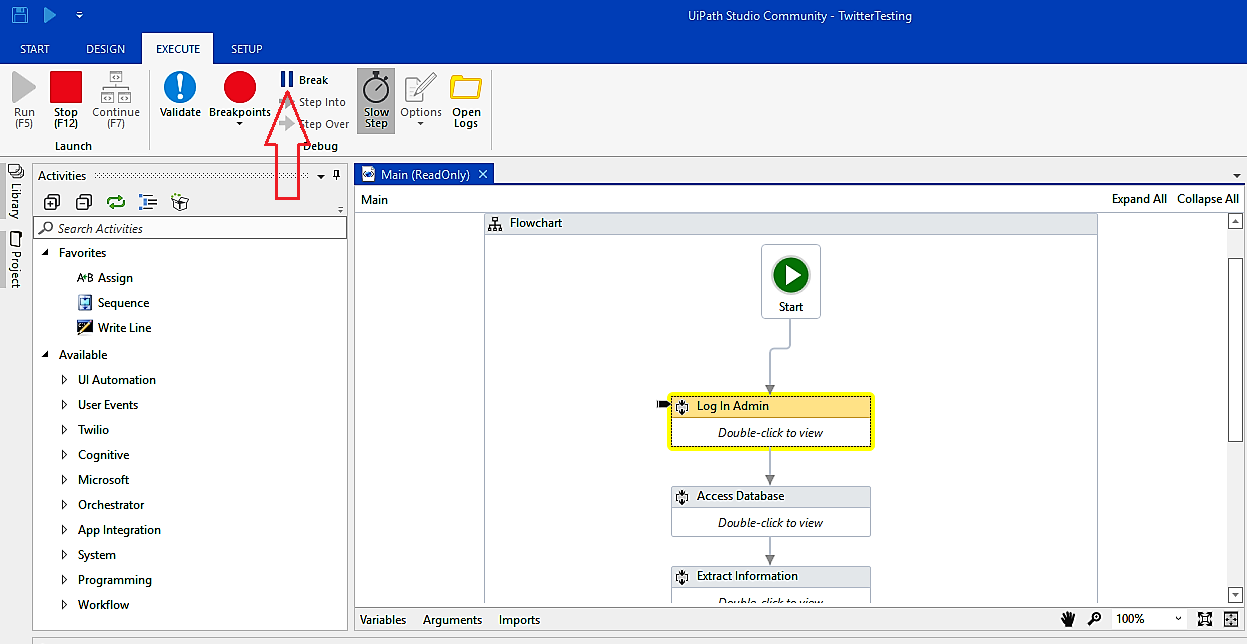 UiPath Studio Community - TwitterTesting
START DESIGN EXECUTE SETUP
Run (F5)
Stop (F12)
Continue (F7)
Launch
Validate
Breakpoints
Break
Step Into
Step Over
Slow Step
Options
Open Logs
Debug
Library
Project
Activities
Search Activities
Favorites
A+B Assign
Sequence
Write Line
Available
UI Automation
User Events
Twilio
Cognitive
Microsoft
Orchestrator
App Integration
System
Programming
Workflow
Main (ReadOnly)
Main
Expand All Collapse All
Flowchart
Start
Log In Admin
Double-click to view
Access Database
Double-click to view
Extract Information
Double-click to view
Variables Arguments Imports
100%